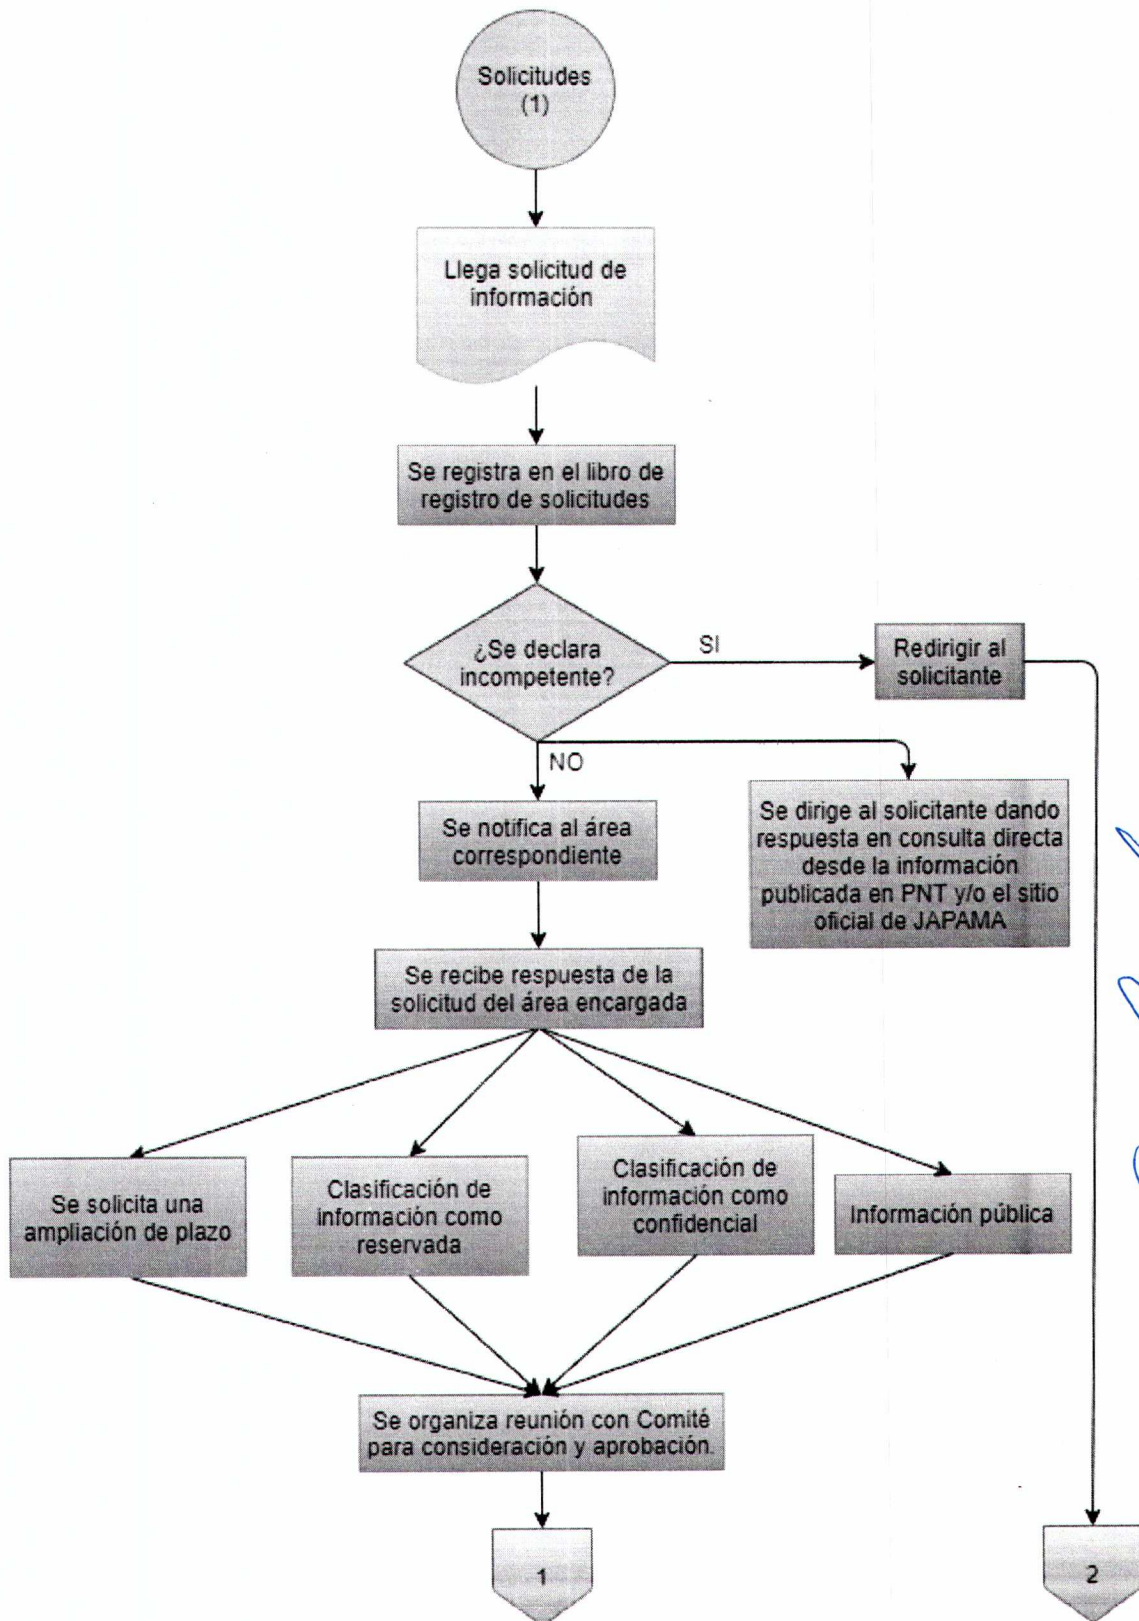 Solicitudes
(1)
Llega solicitud de
información
Se registra en el libro de
registro de solicitudes
¿Se declara
incompetente?
SI
Redirigir al
solicitante
NO
Se notifica al área
correspondiente
Se dirige al solicitante dando
respuesta en consulta directa
desde la información
publicada en PNT y/o el sitio
oficial de JAPAMA
Se recibe respuesta de la
solicitud del área encargada
Se solicita una
ampliación de plazo
Clasificación de
información como
reservada
Clasificación de
información como
confidencial
Información pública
Se organiza reunión con Comité
para consideración y aprobación.
1
2